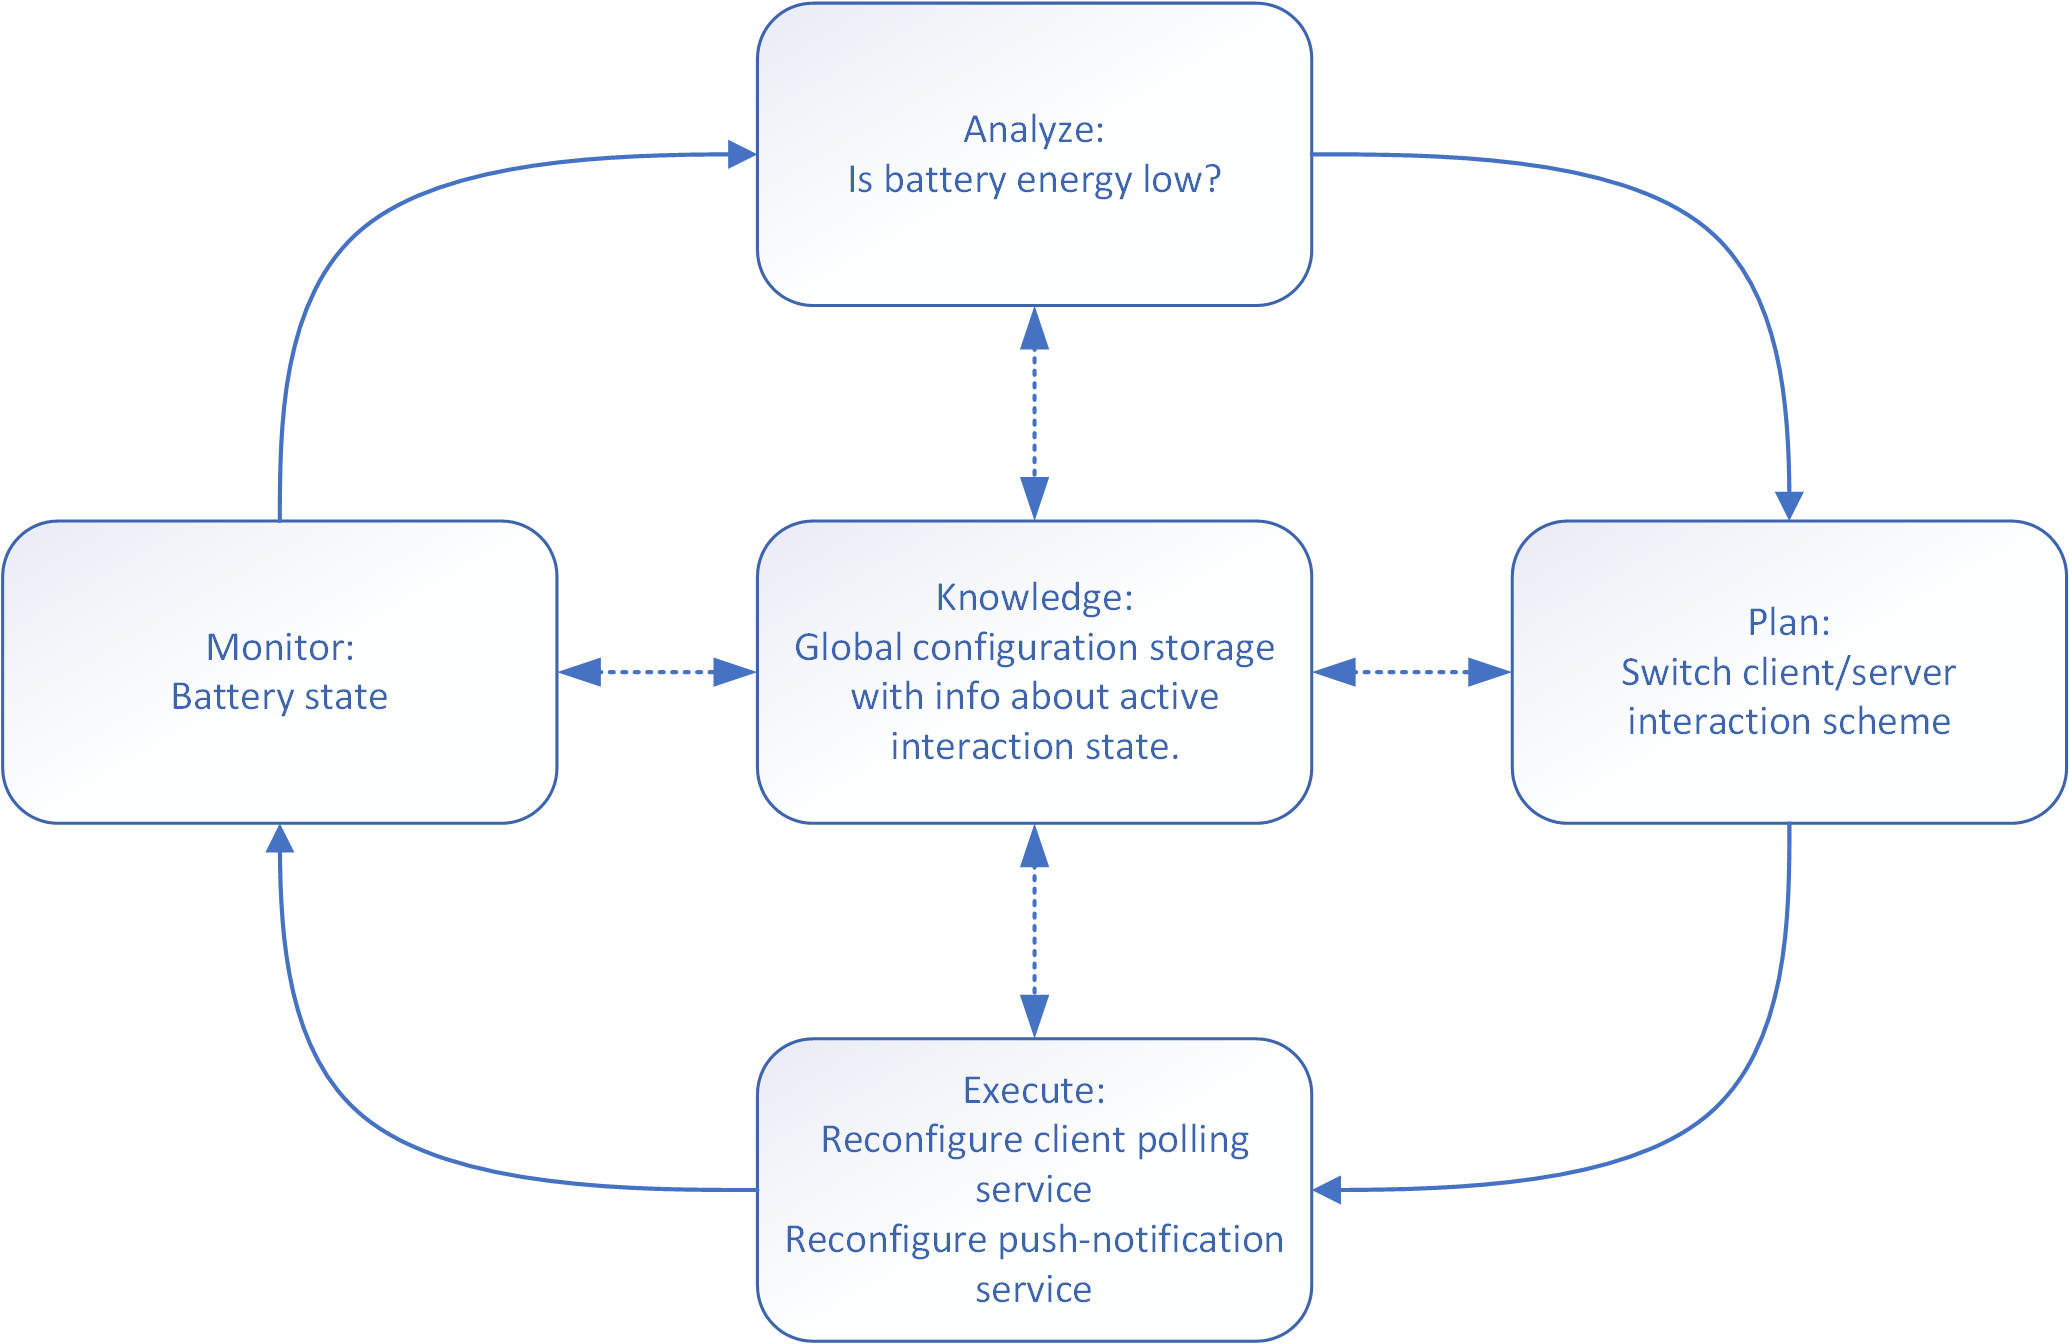 Analyze:
Is battery energy low?
Monitor:
Battery state
Knowledge:
Global configuration storage
with info about active
interaction state.
Plan:
Switch client/server
interaction scheme
Execute:
Reconfigure client polling
service
Reconfigure push-notification
service